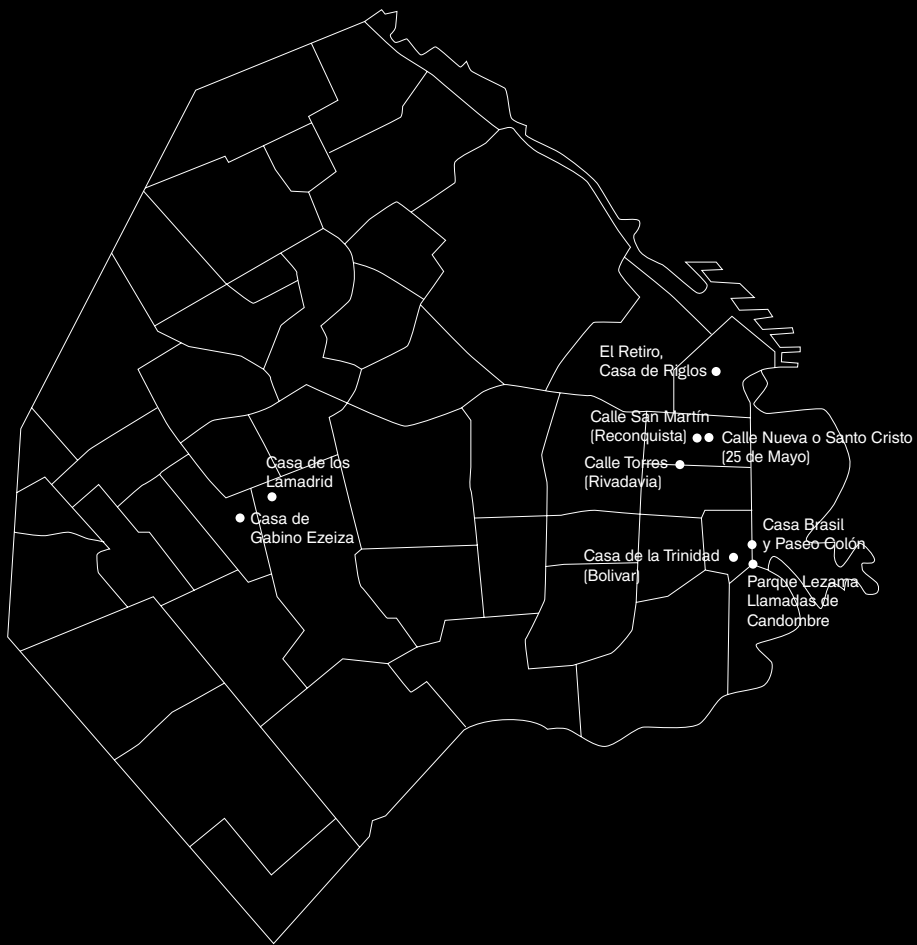 El Retiro,
Casa de Riglos
Calle San Martín
(Reconquista)
Calle Nueva o Santo Cristo
(25 de Mayo)
Calle Torres
(Rivadavia)
Casa de los
Lamadrid
Casa de
Gabino Ezeiza
Casa Brasil
y Paseo Colón
Casa de la Trinidad
(Bolivar)
Parque Lezama
Llamadas de
Candombre